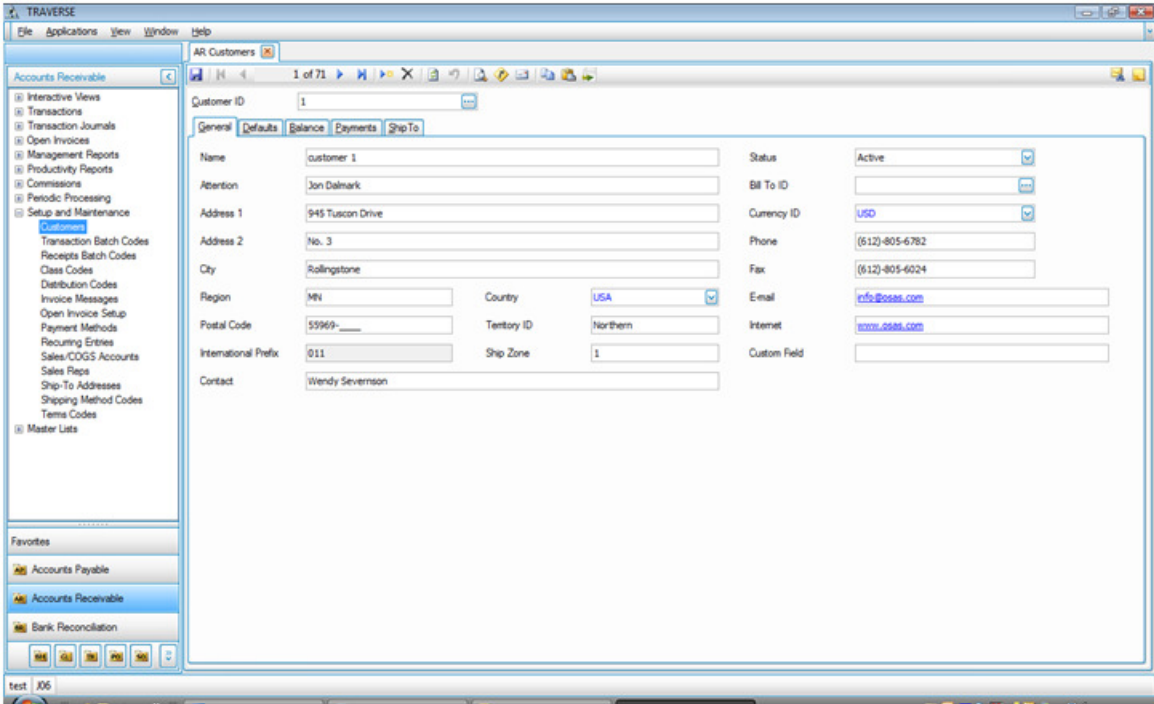 TRAVERSE
File Applications View Window Help
AR Customers
Accounts Receivable
1 of 71
Interactive Views
Transactions
Transaction Journals
Open Invoices
Management Reports
Productivity Reports
Commissions
Periodic Processing
Setup and Maintenance
Customers
Transaction Batch Codes
Receipts Batch Codes
Class Codes
Distribution Codes
Invoice Messages
Open Invoice Setup
Payment Methods
Recurring Entries
Sales/COGS Accounts
Sales Reps
Ship-To Addresses
Shipping Method Codes
Terms Codes
Master Lists
Favorites
Accounts Payable
Accounts Receivable
Bank Reconciliation
Customer ID 1
General Defaults Balance Payments Ship To
Name customer 1 Status Active
Attention Jon Dalmark Bill To ID
Address 1 945 Tuscon Drive Currency ID USD
Address 2 No. 3 Phone (612)-805-6782
City Rollingstone Fax (612)-805-6024
Region MN Country USA E-mail info@osas.com
Postal Code 55969-____ Territory ID Northern Internet www.osas.com
International Prefix 011 Ship Zone 1 Custom Field
Contact Wendy Severnson
test J06